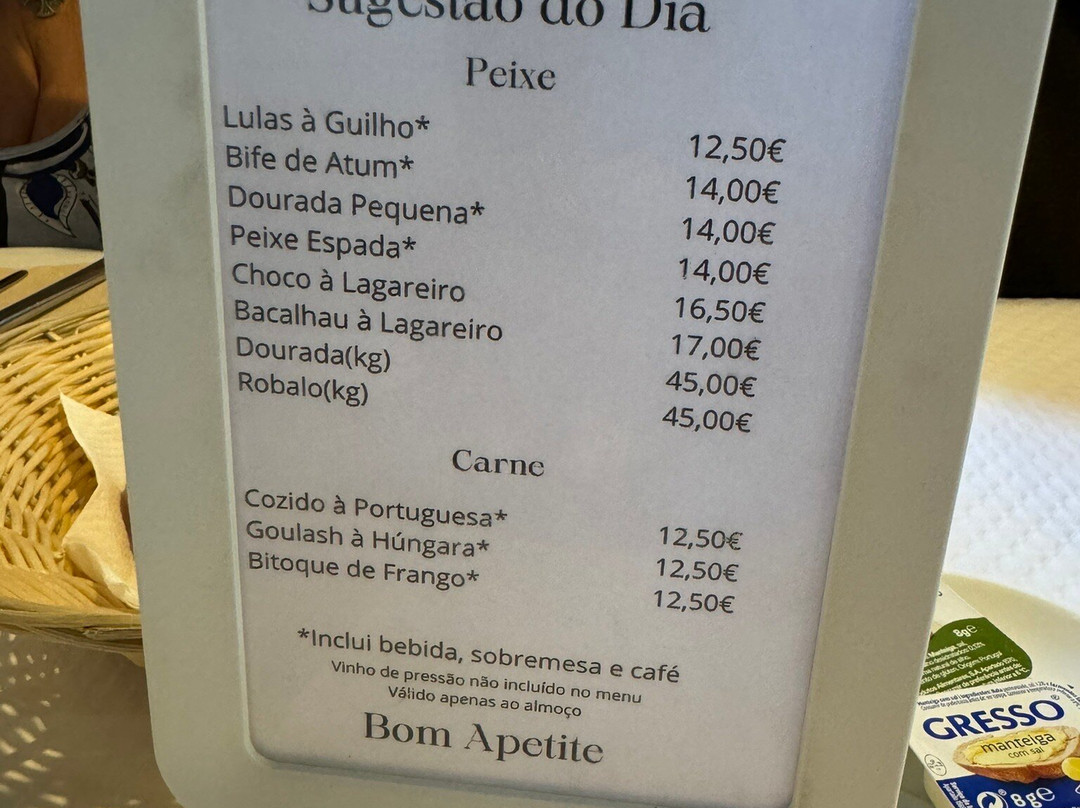 Sugestão do Dia
Peixe
Lulas à Guilho* 12,50€
Bife de Atum* 14,00€
Dourada Pequena* 14,00€
Peixe Espada* 14,00€
Choco à Lagareiro 16,50€
Bacalhau à Lagareiro 17,00€
Dourada(kg) 45,00€
Robalo(kg) 45,00€
Carne
Cozido à Portuguesa* 12,50€
Goulash à Húngara* 12,50€
Bitoque de Frango* 12,50€
*Inclui bebida, sobremesa e café
Vinho de pressão não incluído no menu
Válido apenas ao almoço
Bom Apetite
8g e
GRESSO
manteiga
com sal
8g e